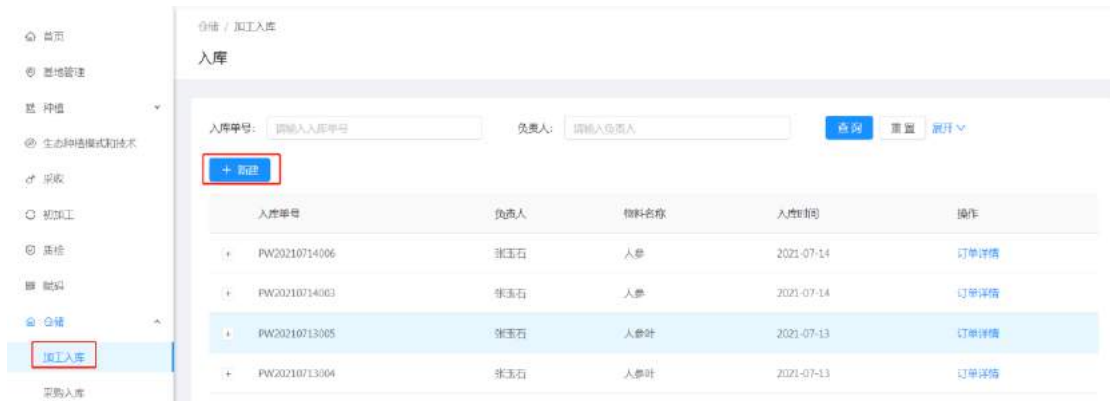 首页
基地管理
种植
生态种植模式和技术
采收
初加工
质检
赋码
仓储
加工入库
采购入库
仓储 / 加工入库
入库
入库单号: 请输入入库单号 负责人: 请输入负责人 查询 重置 展开
+ 新建
入库单号 负责人 物料名称 入库时间 操作
+ PW20210714006 张玉石 人参 2021-07-14 订单详情
+ PW20210714003 张玉石 人参 2021-07-14 订单详情
+ PW20210713005 张玉石 人参叶 2021-07-13 订单详情
+ PW20210713004 张玉石 人参叶 2021-07-13 订单详情